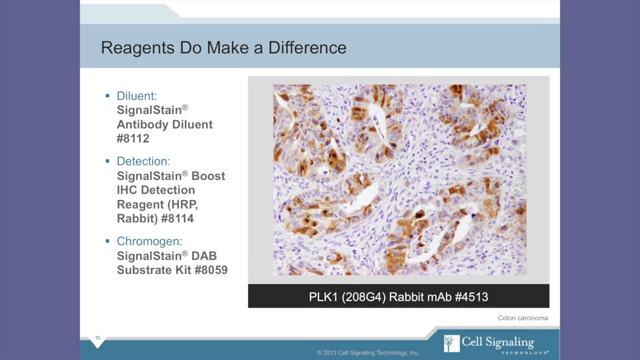 Reagents Do Make a Difference
Diluent:
SignalStain®
Antibody Diluent
#8112
Detection:
SignalStain® Boost
IHC Detection
Reagent (HRP,
Rabbit) #8114
Chromogen:
SignalStain® DAB
Substrate Kit #8059
PLK1 (208G4) Rabbit mAb #4513
Colon carcinoma
15
© 2013 Cell Signaling Technology, Inc.
Cell Signaling
TECHNOLOGY®